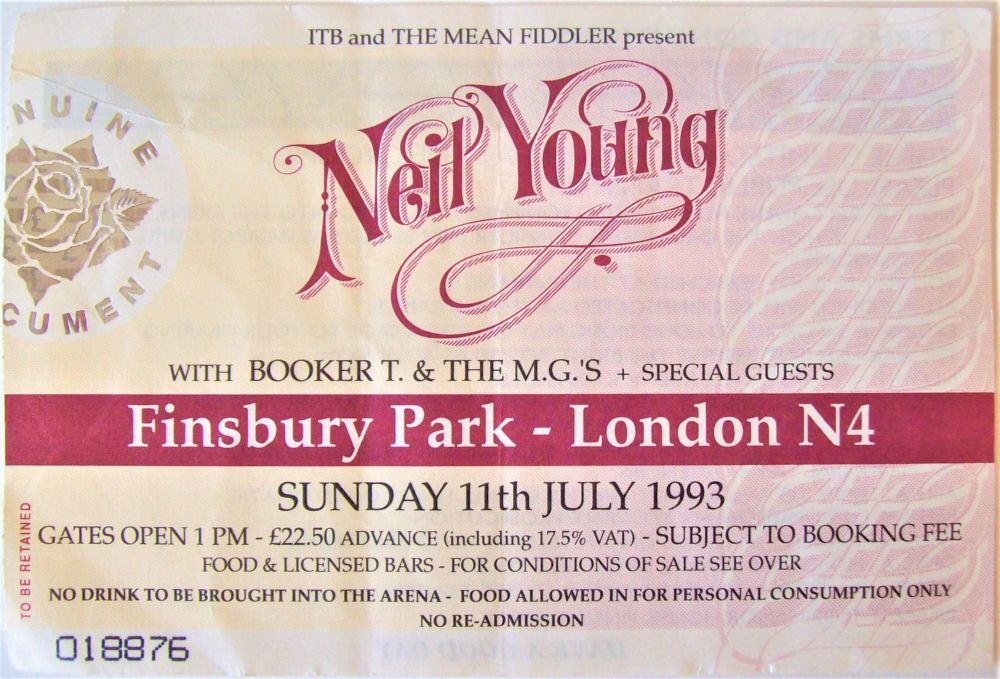 ITB and THE MEAN FIDDLER present
NUINE
Neil Young
CUMENT
WITH BOOKER T. & THE M.G.'S + SPECIAL GUESTS
Finsbury Park - London N4
SUNDAY 11th JULY 1993
TO BE RETAINED
GATES OPEN 1 PM - £22.50 ADVANCE (including 17.5% VAT) - SUBJECT TO BOOKING FEE
FOOD & LICENSED BARS - FOR CONDITIONS OF SALE SEE OVER
NO DRINK TO BE BROUGHT INTO THE ARENA - FOOD ALLOWED IN FOR PERSONAL CONSUMPTION ONLY
NO RE-ADMISSION
018876